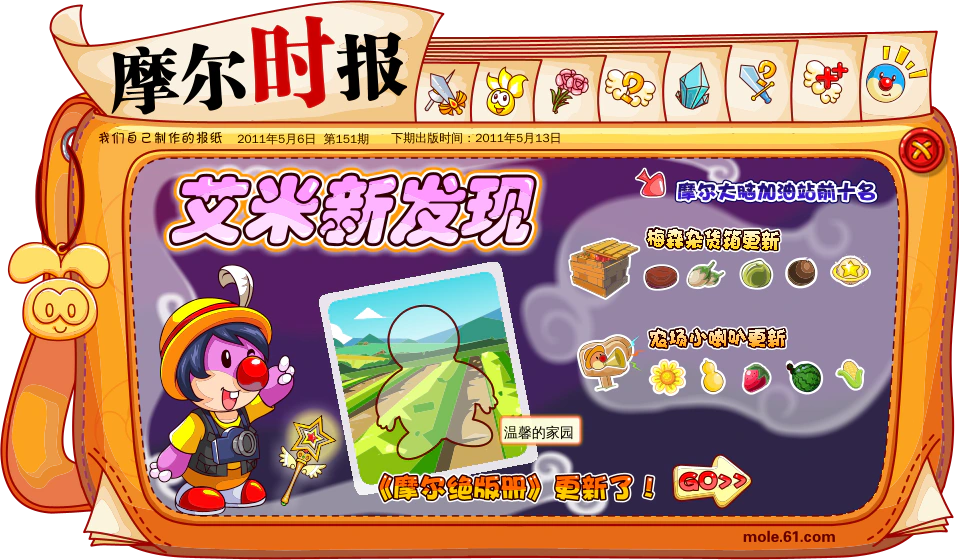 摩尔时报
我们自己制作的报纸 2011年5月6日 第151期 下期出版时间：2011年5月13日
艾米新发现
摩尔大脑加油站前十名
梅森杂货箱更新
农场小喇叭更新
温馨的家园
《摩尔绝版册》更新了！
GO>>
mole.61.com